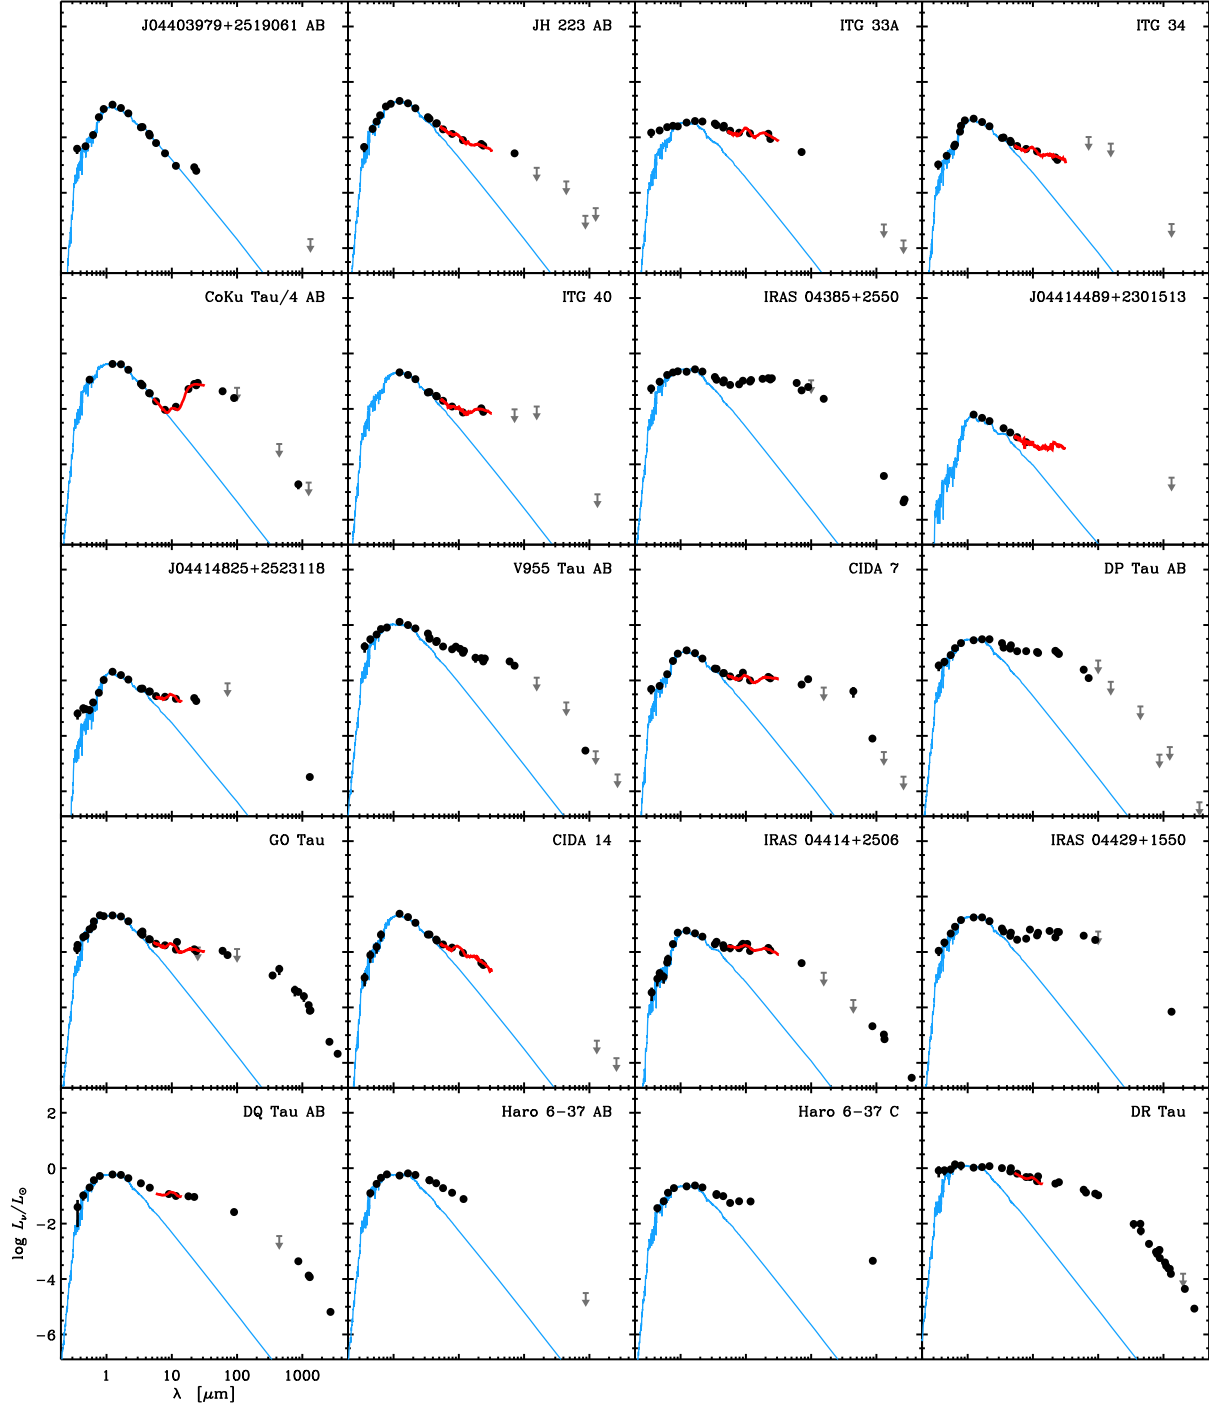 J04403979+2519061 AB
JH 223 AB
ITG 33A
ITG 34
CoKu Tau/4 AB
ITG 40
IRAS 04385+2550
J04414489+2301513
J04414825+2523118
V955 Tau AB
CIDA 7
DP Tau AB
GO Tau
CIDA 14
IRAS 04414+2506
IRAS 04429+1550
DQ Tau AB
Haro 6-37 AB
Haro 6-37 C
DR Tau
2
0
-2
-4
-6
log Lν/L⊙
1 10 100 1000
λ [μm]